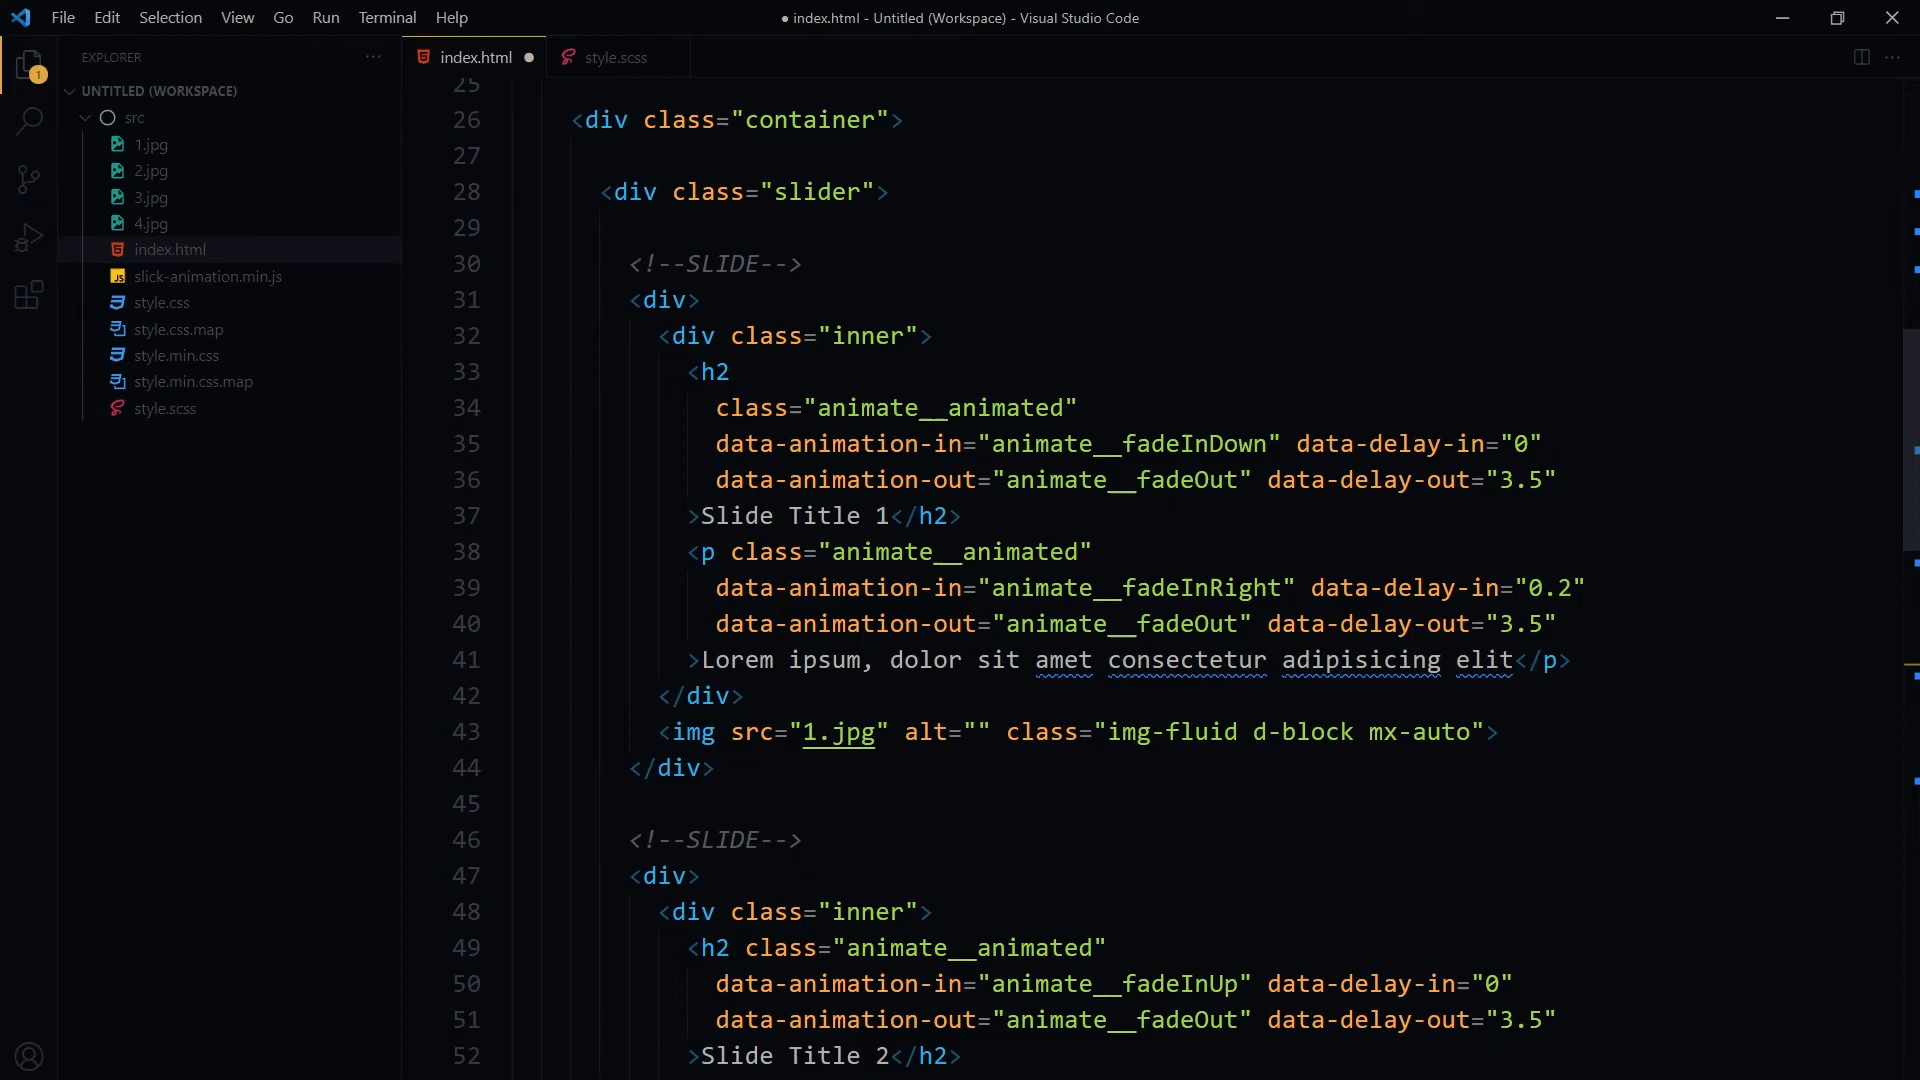 File Edit Selection View Go Run Terminal Help
● index.html - Untitled (Workspace) - Visual Studio Code
EXPLORER
1
UNTITLED (WORKSPACE)
src
1.jpg
2.jpg
3.jpg
4.jpg
index.html
JS slick-animation.min.js
style.css
style.css.map
style.min.css
style.min.css.map
style.scss
index.html ●
style.scss
25
26 <div class="container">
27
28 <div class="slider">
29
30 <!--SLIDE-->
31 <div>
32 <div class="inner">
33 <h2
34 class="animate__animated"
35 data-animation-in="animate__fadeInDown" data-delay-in="0"
36 data-animation-out="animate__fadeOut" data-delay-out="3.5"
37 >Slide Title 1</h2>
38 <p class="animate__animated"
39 data-animation-in="animate__fadeInRight" data-delay-in="0.2"
40 data-animation-out="animate__fadeOut" data-delay-out="3.5"
41 >Lorem ipsum, dolor sit amet consectetur adipisicing elit</p>
42 </div>
43 <img src="1.jpg" alt="" class="img-fluid d-block mx-auto">
44 </div>
45
46 <!--SLIDE-->
47 <div>
48 <div class="inner">
49 <h2 class="animate__animated"
50 data-animation-in="animate__fadeInUp" data-delay-in="0"
51 data-animation-out="animate__fadeOut" data-delay-out="3.5"
52 >Slide Title 2</h2>